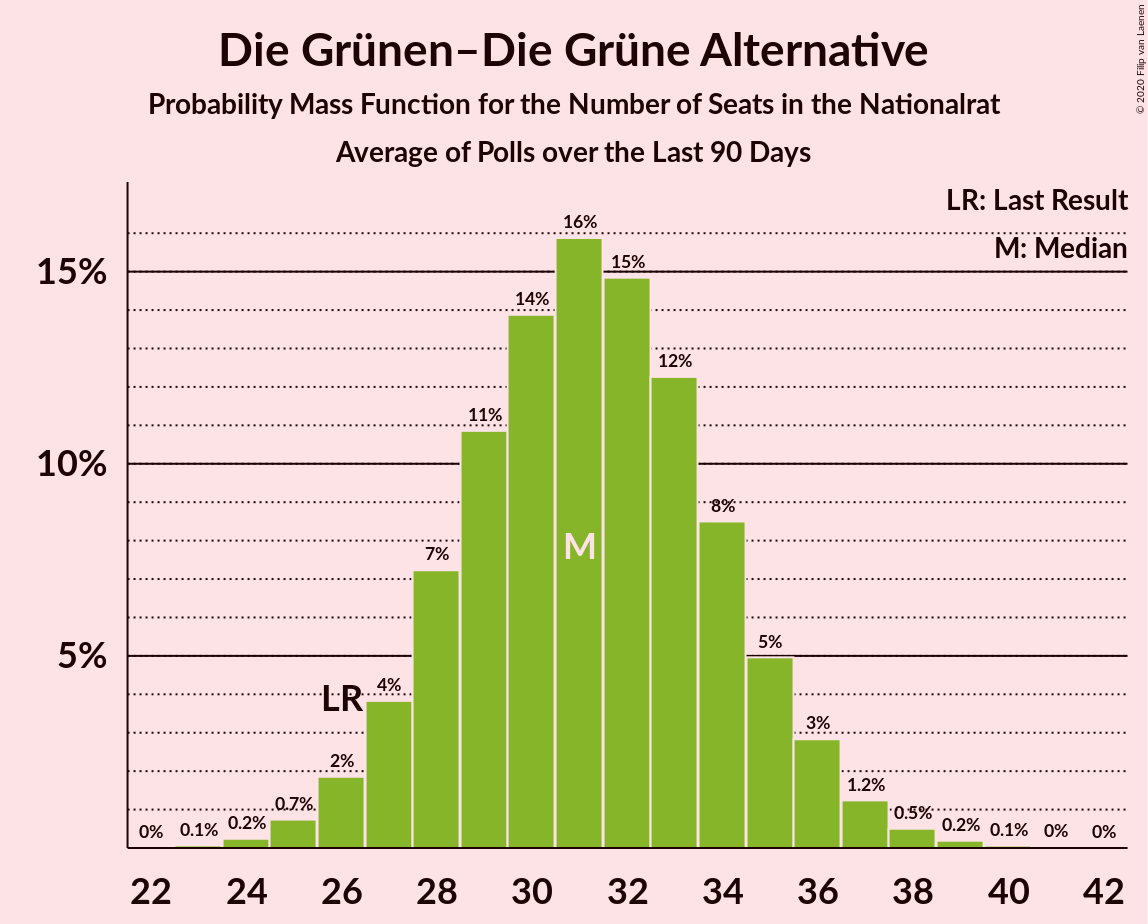 Die Grünen–Die Grüne Alternative
Probability Mass Function for the Number of Seats in the Nationalrat
Average of Polls over the Last 90 Days
© 2020 Filip van Laenen
LR: Last Result
M: Median
15%
10%
5%
0%
0.1%
0.2%
0.7%
2%
LR
4%
7%
11%
14%
16%
M
15%
12%
8%
5%
3%
1.2%
0.5%
0.2%
0.1%
0%
0%
22 24 26 28 30 32 34 36 38 40 42